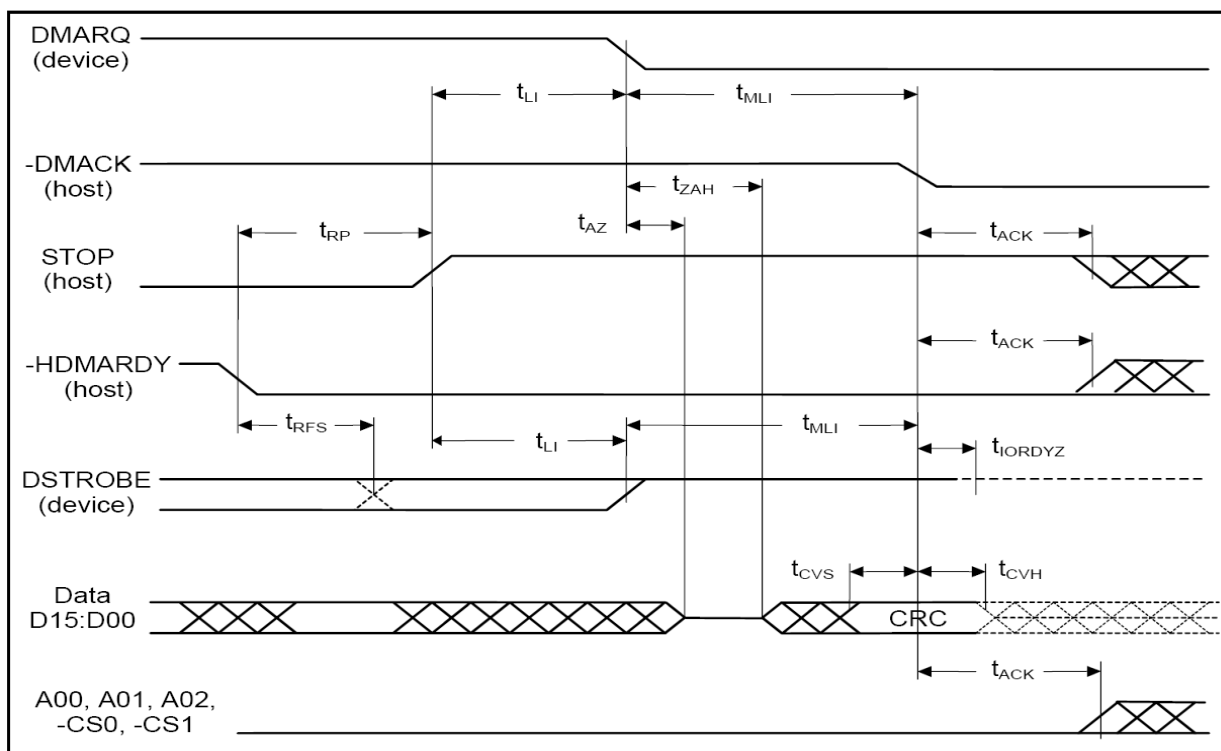 DMARQ
(device)
tLI
tMLI
-DMACK
(host)
tZAH
tAZ
tRP
tACK
STOP
(host)
tACK
-HDMARDY
(host)
tRFS
tLI
tMLI
tIORDYZ
DSTROBE
(device)
tCVS
tCVH
Data
D15:D00
CRC
tACK
A00, A01, A02,
-CS0, -CS1